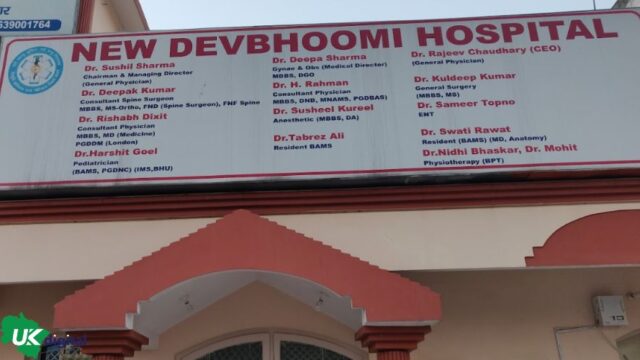 नगर
639001764
NEW DEVBHOOMI HOSPITAL
Dr. Sushil Sharma
Chairman & Managing Director
(General Physician)
Dr. Deepak Kumar
Consultant Spine Surgeon
MBBS, MS-Ortho, FND (Spine Surgeon), FNF Spine
Dr. Rishabh Dixit
Consultant Physician
MBBS, MD (Medicine)
PGDDM (London)
Dr.Harshit Goel
Pediatrician
(BAMS, PGDNC) (IMS,BHU)
Dr. Deepa Sharma
Gynae & Obs (Medical Director)
MBBS, DGO
Dr. H. Rahman
Consultant Physician
MBBS, DNB, MNAMS, PGDBAS)
Dr. Susheel Kureel
Anesthetic (MBBS, DA)
Dr.Tabrez Ali
Resident BAMS
Dr. Rajeev Chaudhary (CEO)
(General Physician)
Dr. Kuldeep Kumar
General Surgery
(MBBS, MS)
Dr. Sameer Topno
ENT
Dr. Swati Rawat
Resident (BAMS) (MD, Anatomy)
Dr.Nidhi Bhaskar, Dr. Mohit
Physiotherapy (BPT)
UK
digital